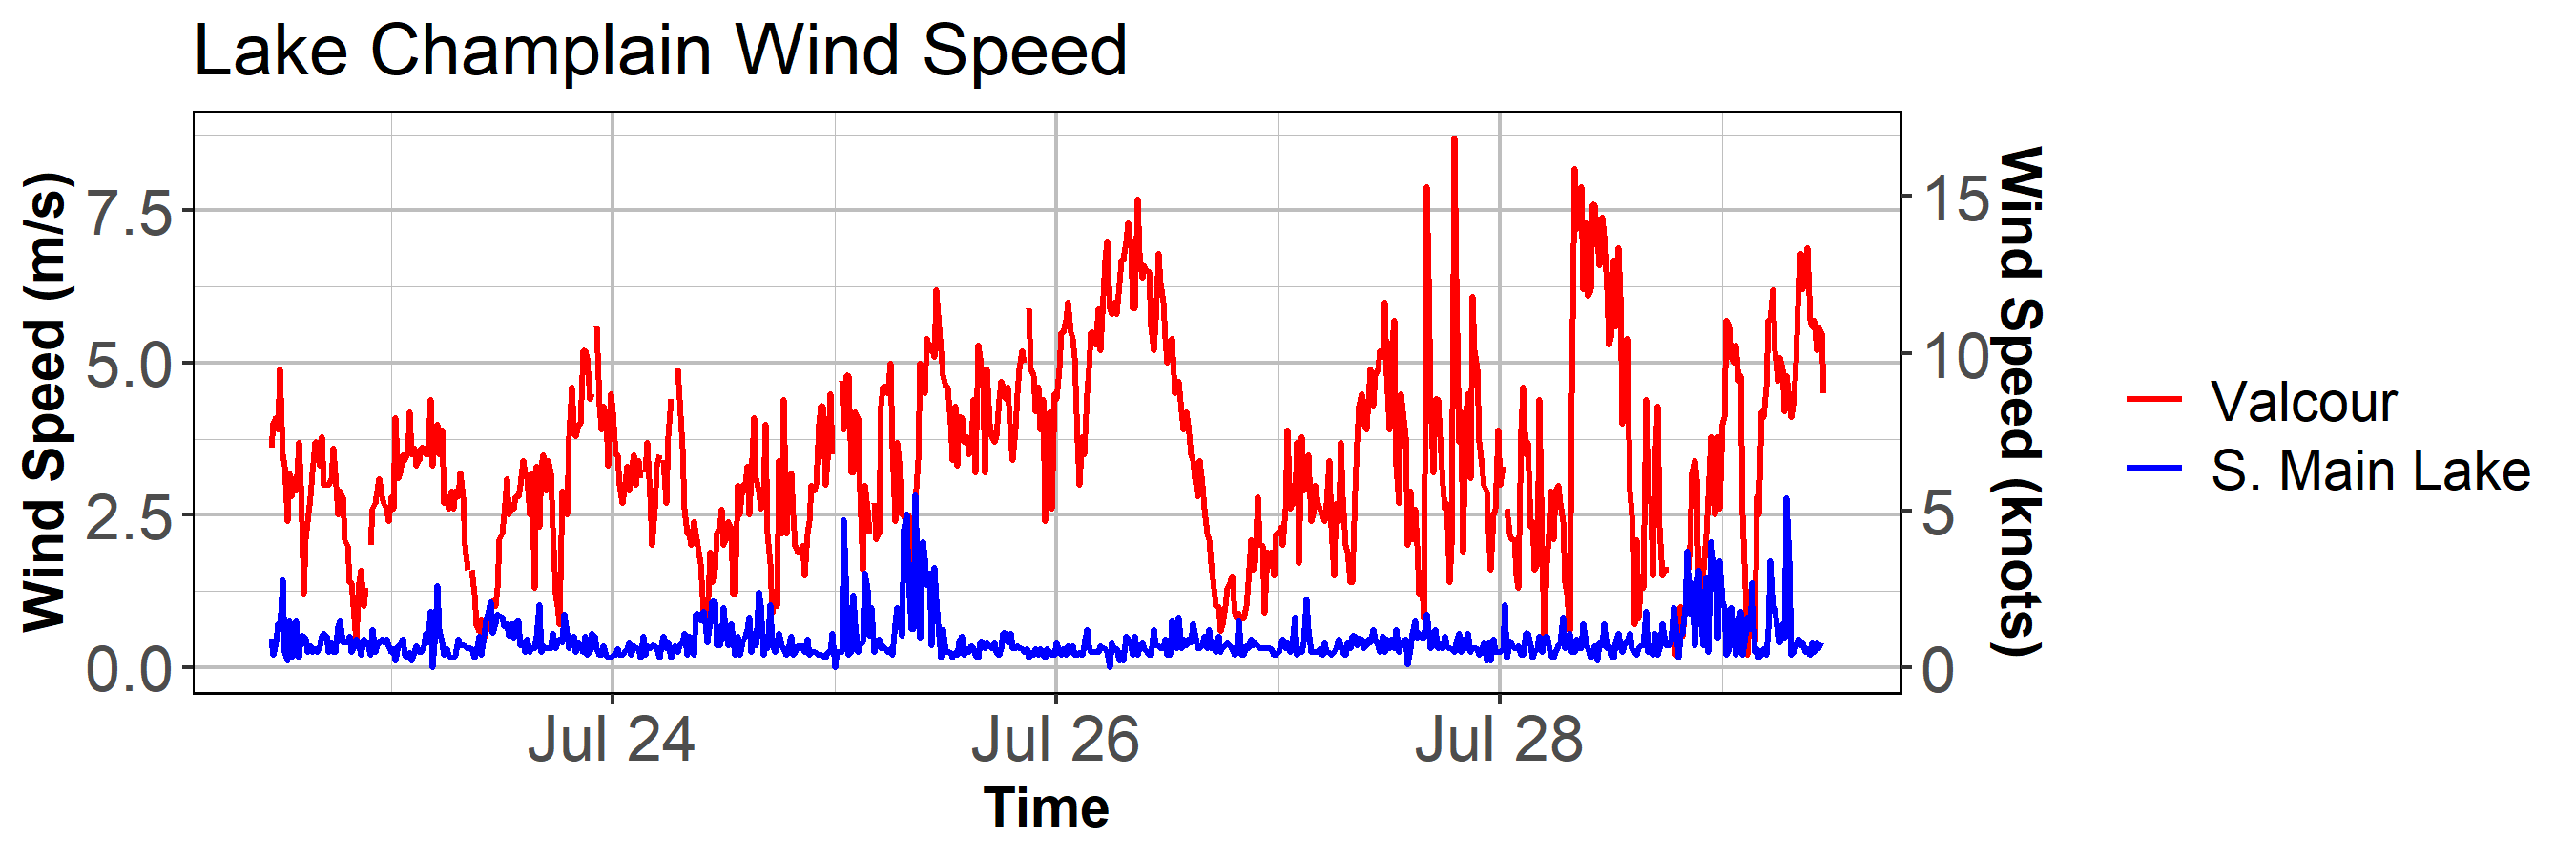 Lake Champlain Wind Speed
Wind Speed (m/s)
7.5
5.0
2.5
0.0
15
10
5
0
Wind Speed (knots)
Jul 24
Jul 26
Jul 28
Time
Valcour
S. Main Lake